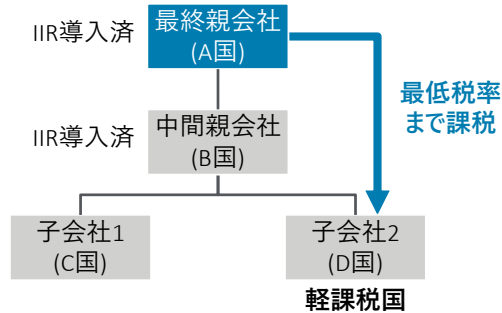 IIR導入済
最終親会社
(A国)
最低税率
まで課税
IIR導入済
中間親会社
(B国)
子会社1
(C国)
子会社2
(D国)
軽課税国